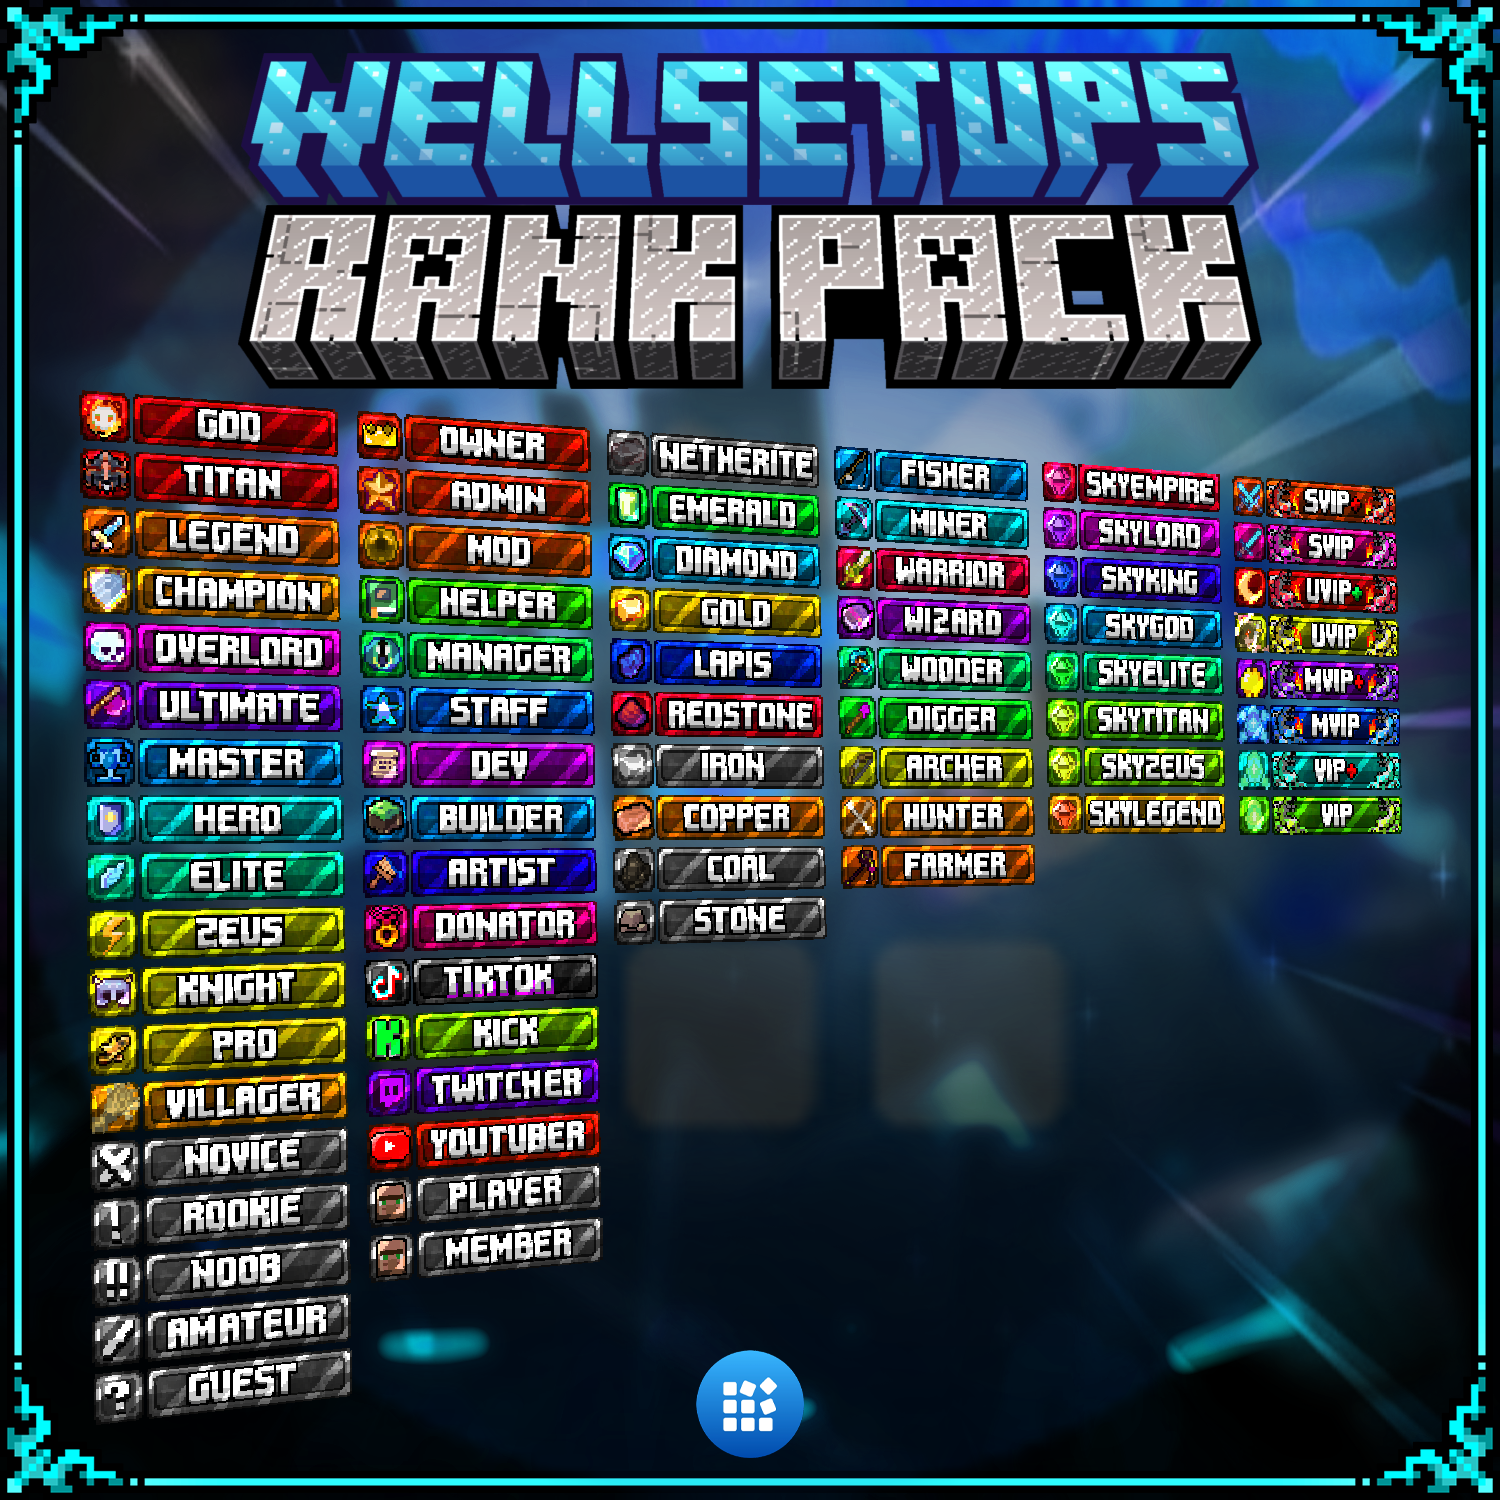 WELLSETUPS
RANK PACK
GOD
TITAN
LEGEND
CHAMPION
OVERLORD
ULTIMATE
MASTER
HERO
ELITE
ZEUS
KNIGHT
PRO
VILLAGER
NOVICE
ROOKIE
NOOB
AMATEUR
GUEST
OWNER
ADMIN
MOD
HELPER
MANAGER
STAFF
DEV
BUILDER
ARTIST
DONATOR
TIKTOK
KICK
TWITCHER
YOUTUBER
PLAYER
MEMBER
NETHERITE
EMERALD
DIAMOND
GOLD
LAPIS
REDSTONE
IRON
COPPER
COAL
STONE
FISHER
MINER
WARRIOR
WIZARD
WOODER
DIGGER
ARCHER
HUNTER
FARMER
SKYEMPIRE
SKYLORD
SKYKING
SKYGOD
SKYELITE
SKYTITAN
SKYZEUS
SKYLEGEND
SVIP+
SVIP
UVIP+
UVIP
MVIP+
MVIP
VIP+
VIP